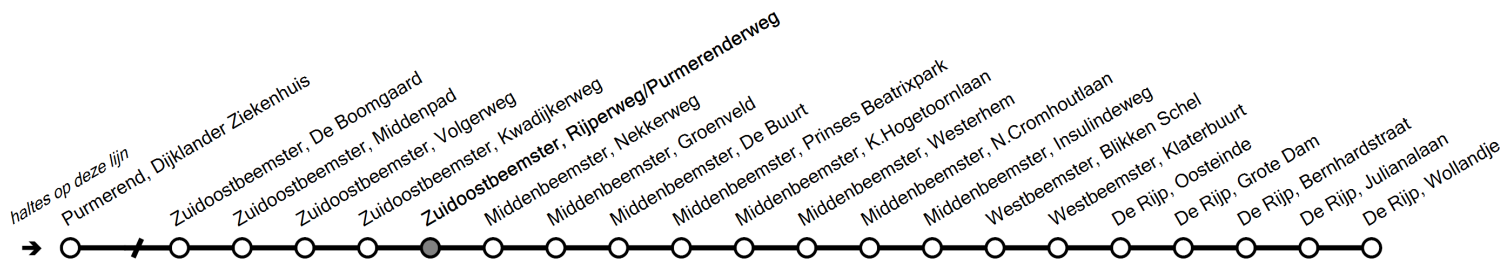 haltes op deze lijn
Purmerend, Dijklander Ziekenhuis
Zuidoostbeemster, De Boomgaard
Zuidoostbeemster, Middenpad
Zuidoostbeemster, Volgerweg
Zuidoostbeemster, Kwadijkerweg
Zuidoostbeemster, Rijperweg/Purmerenderweg
Middenbeemster, Nekkerweg
Middenbeemster, Groenveld
Middenbeemster, De Buurt
Middenbeemster, Prinses Beatrixpark
Middenbeemster, K.Hogetoornlaan
Middenbeemster, Westerhem
Middenbeemster, N.Cromhoutlaan
Middenbeemster, Insulindeweg
Westbeemster, Blikken Schel
Westbeemster, Klaterbuurt
De Rijp, Oosteinde
De Rijp, Grote Dam
De Rijp, Bernhardstraat
De Rijp, Julianalaan
De Rijp, Wollandje